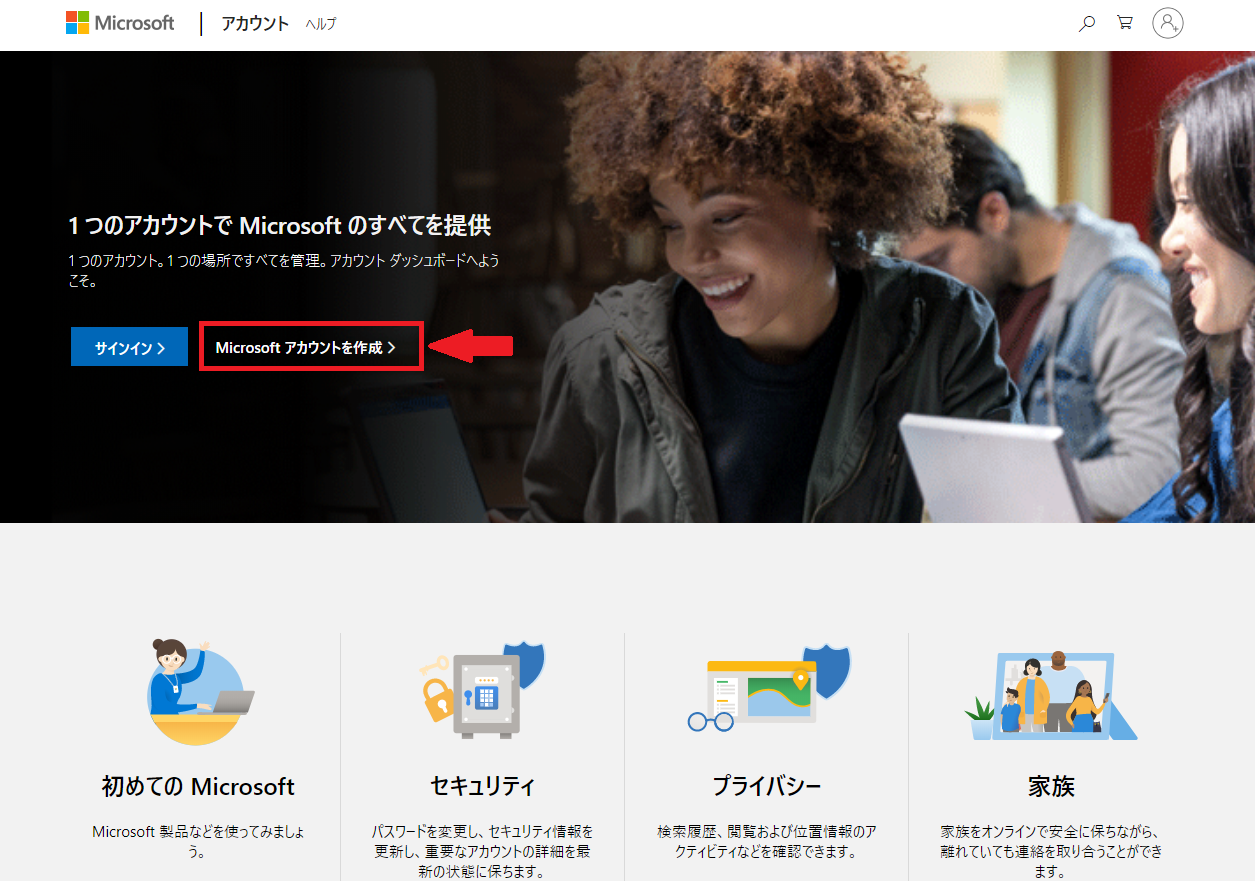 Microsoft アカウント ヘルプ
1 つのアカウントで Microsoft のすべてを提供
1 つのアカウント。1 つの場所ですべてを管理。アカウント ダッシュボードへよう
こそ。
サインイン > Microsoft アカウントを作成 >
初めての Microsoft
Microsoft 製品などを使ってみましょ
う。
セキュリティ
パスワードを変更し、セキュリティ情報を
更新し、重要なアカウントの詳細を最
新の状態に保ちます。
プライバシー
検索履歴、閲覧および位置情報のア
クティビティなどを確認できます。
家族
家族をオンラインで安全に保ちながら、
離れていても連絡を取り合うことができ
ます。